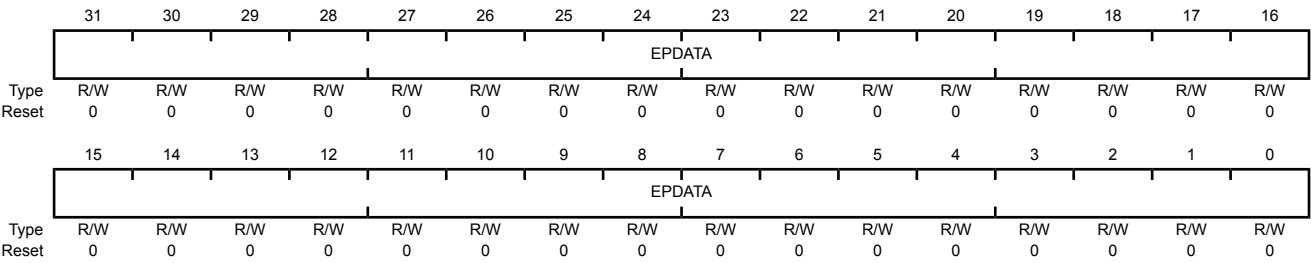 31 30 29 28 27 26 25 24 23 22 21 20 19 18 17 16
EPDATA
Type R/W R/W R/W R/W R/W R/W R/W R/W R/W R/W R/W R/W R/W R/W R/W R/W
Reset 0 0 0 0 0 0 0 0 0 0 0 0 0 0 0 0
15 14 13 12 11 10 9 8 7 6 5 4 3 2 1 0
EPDATA
Type R/W R/W R/W R/W R/W R/W R/W R/W R/W R/W R/W R/W R/W R/W R/W R/W
Reset 0 0 0 0 0 0 0 0 0 0 0 0 0 0 0 0